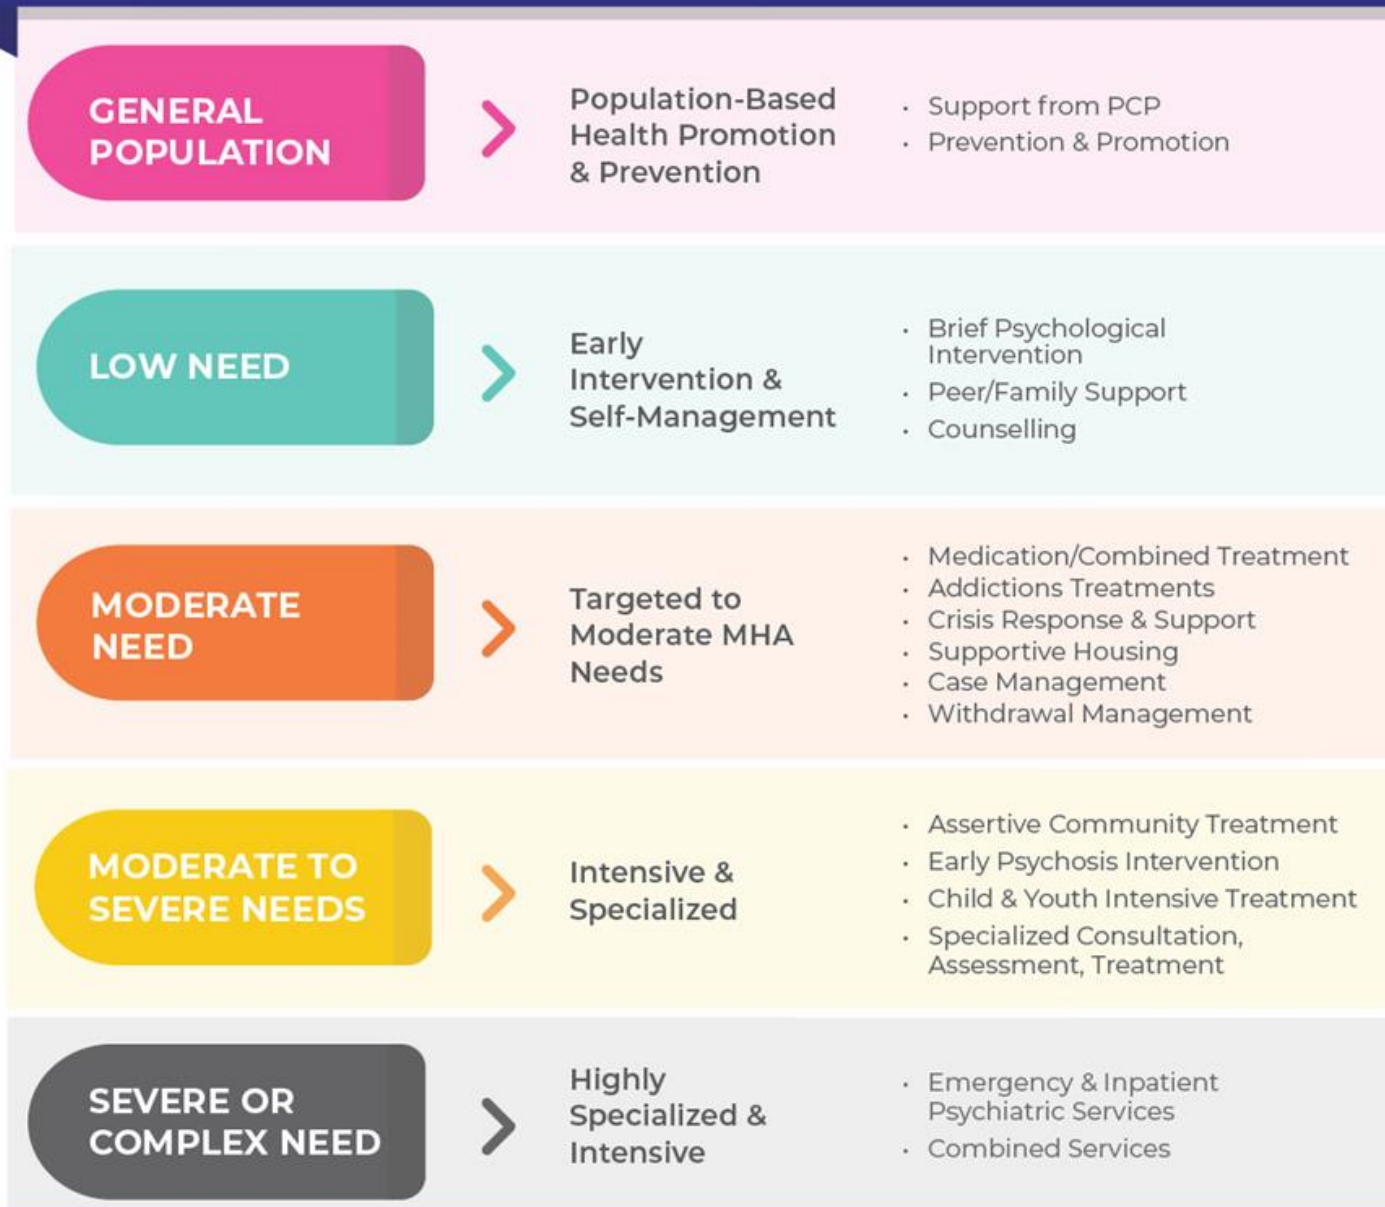 GENERAL
POPULATION
Population-Based
Health Promotion
& Prevention
· Support from PCP
· Prevention & Promotion
LOW NEED
Early
Intervention &
Self-Management
· Brief Psychological
Intervention
· Peer/Family Support
· Counselling
MODERATE
NEED
Targeted to
Moderate MHA
Needs
· Medication/Combined Treatment
· Addictions Treatments
· Crisis Response & Support
· Supportive Housing
· Case Management
· Withdrawal Management
MODERATE TO
SEVERE NEEDS
Intensive &
Specialized
· Assertive Community Treatment
· Early Psychosis Intervention
· Child & Youth Intensive Treatment
· Specialized Consultation,
Assessment, Treatment
SEVERE OR
COMPLEX NEED
Highly
Specialized &
Intensive
· Emergency & Inpatient
Psychiatric Services
· Combined Services